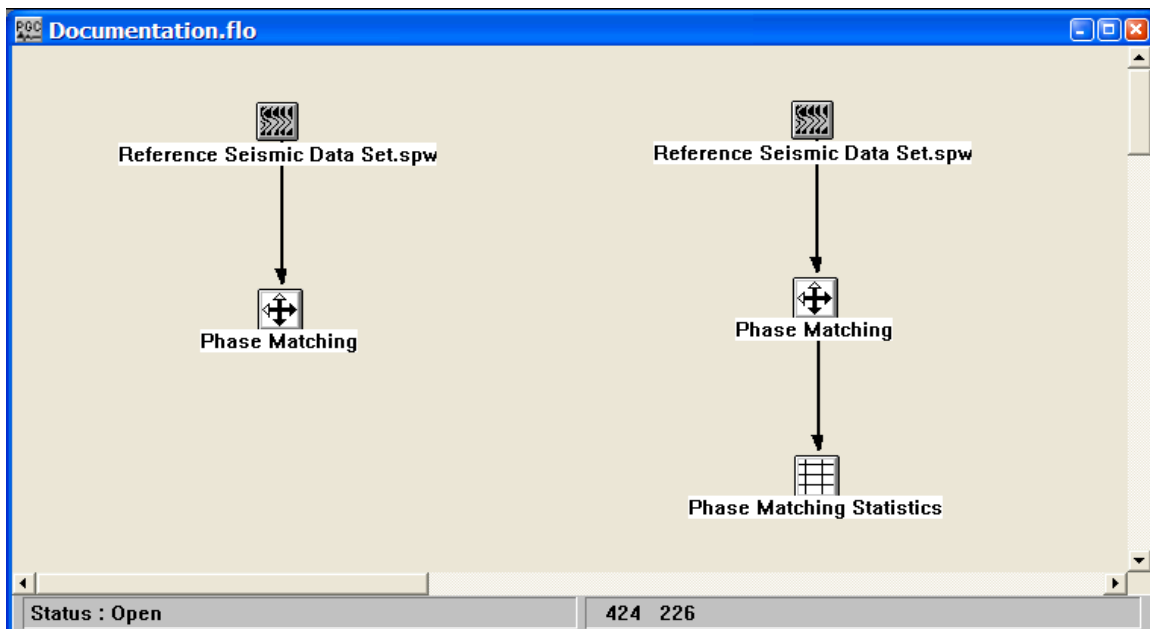 Documentation.flo
Reference Seismic Data Set.spw
Phase Matching
Reference Seismic Data Set.spw
Phase Matching
Phase Matching Statistics
Status : Open
424 226